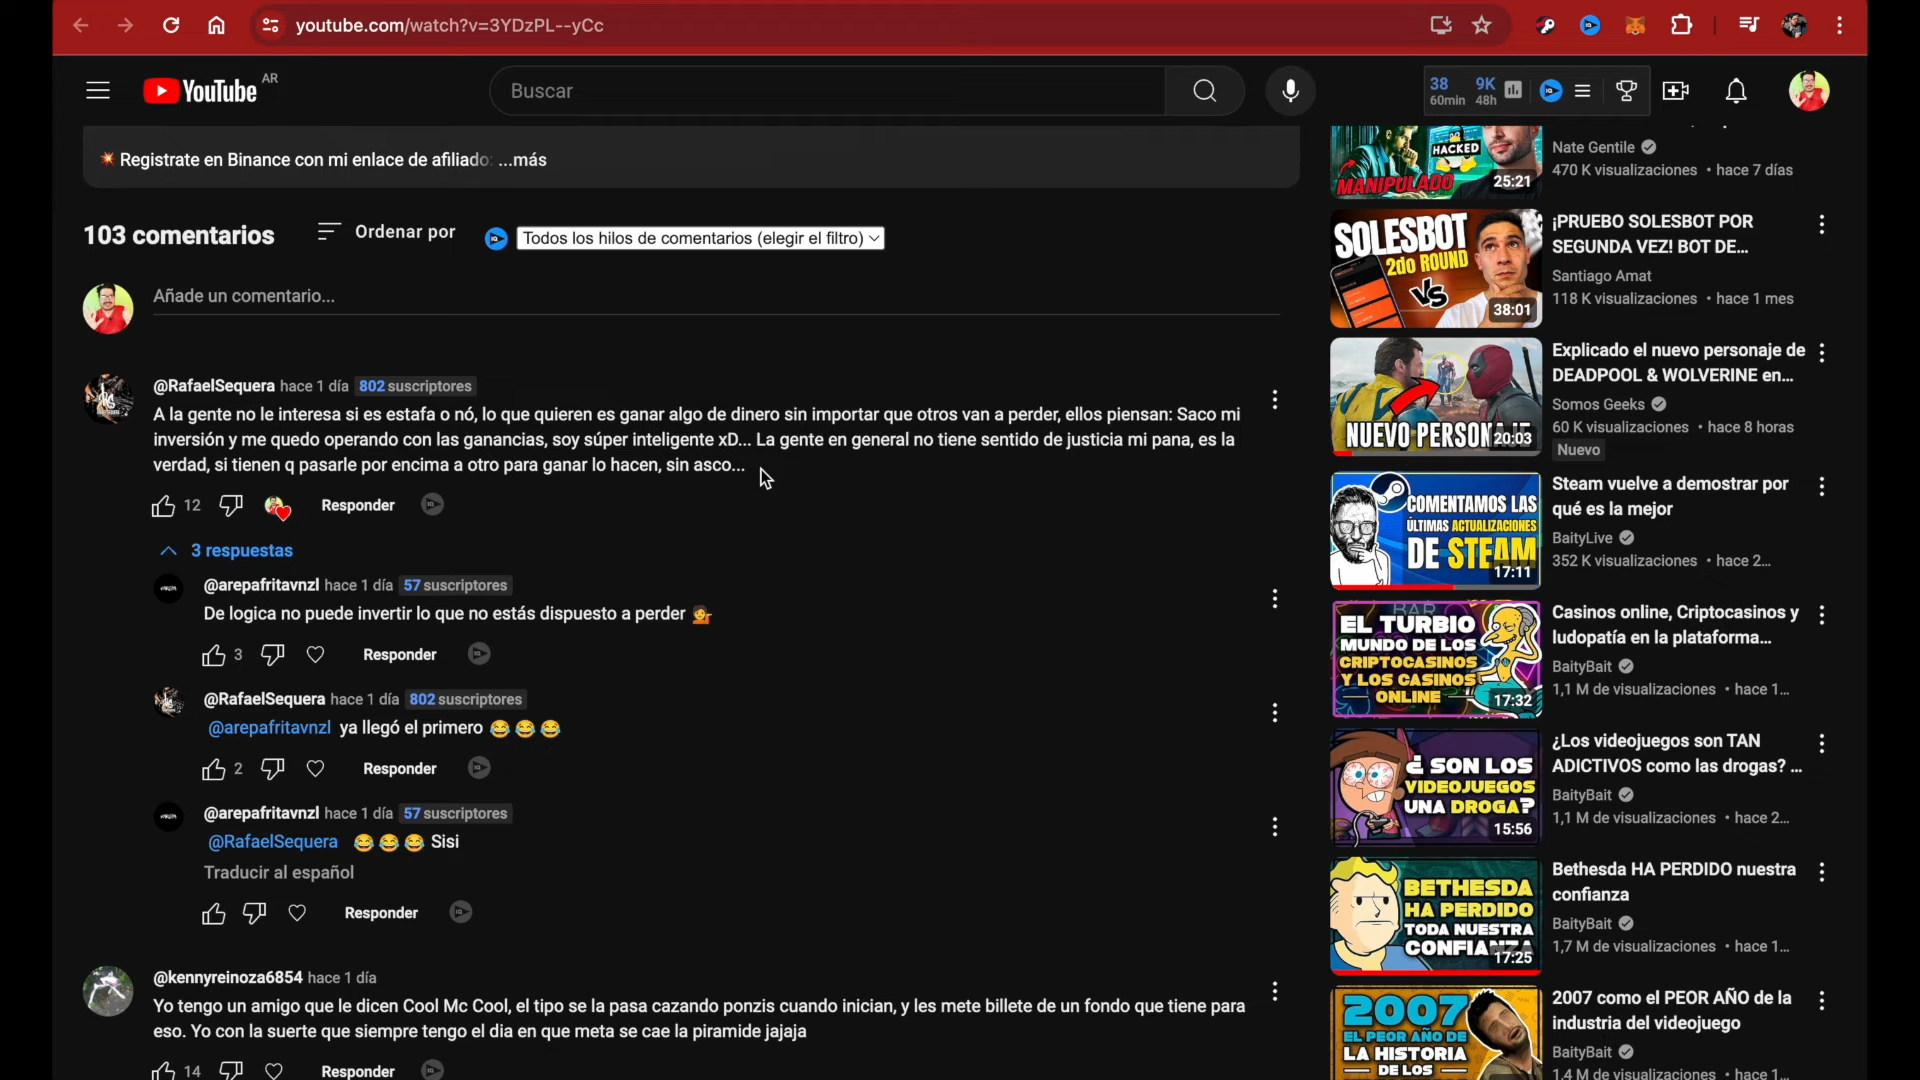 youtube.com/watch?v=3YDzPL--yCc
YouTube AR
Buscar
38 9K
60min 48h
Registrate en Binance con mi enlace de afiliado: ...más
103 comentarios
Ordenar por
Todos los hilos de comentarios (elegir el filtro)
Añade un comentario...
@RafaelSequera hace 1 día 802 suscriptores
A la gente no le interesa si es estafa o nó, lo que quieren es ganar algo de dinero sin importar que otros van a perder, ellos piensan: Saco mi
inversión y me quedo operando con las ganancias, soy súper inteligente xD... La gente en general no tiene sentido de justicia mi pana, es la
verdad, si tienen q pasarle por encima a otro para ganar lo hacen, sin asco...
12 Responder
3 respuestas
@arepafritavnzl hace 1 día 57 suscriptores
De logica no puede invertir lo que no estás dispuesto a perder 💁
3 Responder
@RafaelSequera hace 1 día 802 suscriptores
@arepafritavnzl ya llegó el primero 😂😂😂
2 Responder
@arepafritavnzl hace 1 día 57 suscriptores
@RafaelSequera 😂😂😂 Sisi
Traducir al español
Responder
@kennyreinoza6854 hace 1 día
Yo tengo un amigo que le dicen Cool Mc Cool, el tipo se la pasa cazando ponzis cuando inician, y les mete billete de un fondo que tiene para
eso. Yo con la suerte que siempre tengo el dia en que meta se cae la piramide jajaja
14 Responder
HACKED
MANIPULADO
25:21
Nate Gentile
470 K visualizaciones • hace 7 días
SOLESBOT
2do ROUND
VS
38:01
¡PRUEBO SOLESBOT POR
SEGUNDA VEZ! BOT DE...
Santiago Amat
118 K visualizaciones • hace 1 mes
NUEVO PERSONAJE
20:03
Explicado el nuevo personaje de
DEADPOOL & WOLVERINE en...
Somos Geeks
60 K visualizaciones • hace 8 horas
Nuevo
COMENTAMOS LAS
ÚLTIMAS ACTUALIZACIONES
DE STEAM
17:11
Steam vuelve a demostrar por
qué es la mejor
BaityLive
352 K visualizaciones • hace 2...
BAR
EL TURBIO
MUNDO DE LOS
CRIPTOCASINOS
Y LOS CASINOS
ONLINE
17:32
Casinos online, Criptocasinos y
ludopatía en la plataforma...
BaityBait
1,1 M de visualizaciones • hace 1...
¿ SON LOS
VIDEOJUEGOS
UNA DROGA?
15:56
¿Los videojuegos son TAN
ADICTIVOS como las drogas? ...
BaityBait
1,1 M de visualizaciones • hace 2...
BETHESDA
HA PERDIDO
TODA NUESTRA
CONFIANZA
17:25
Bethesda HA PERDIDO nuestra
confianza
BaityBait
1,7 M de visualizaciones • hace 1...
2007
EL PEOR AÑO DE
LA HISTORIA
DE LOS
2007 como el PEOR AÑO de la
industria del videojuego
BaityBait
1,4 M de visualizaciones • hace 1...